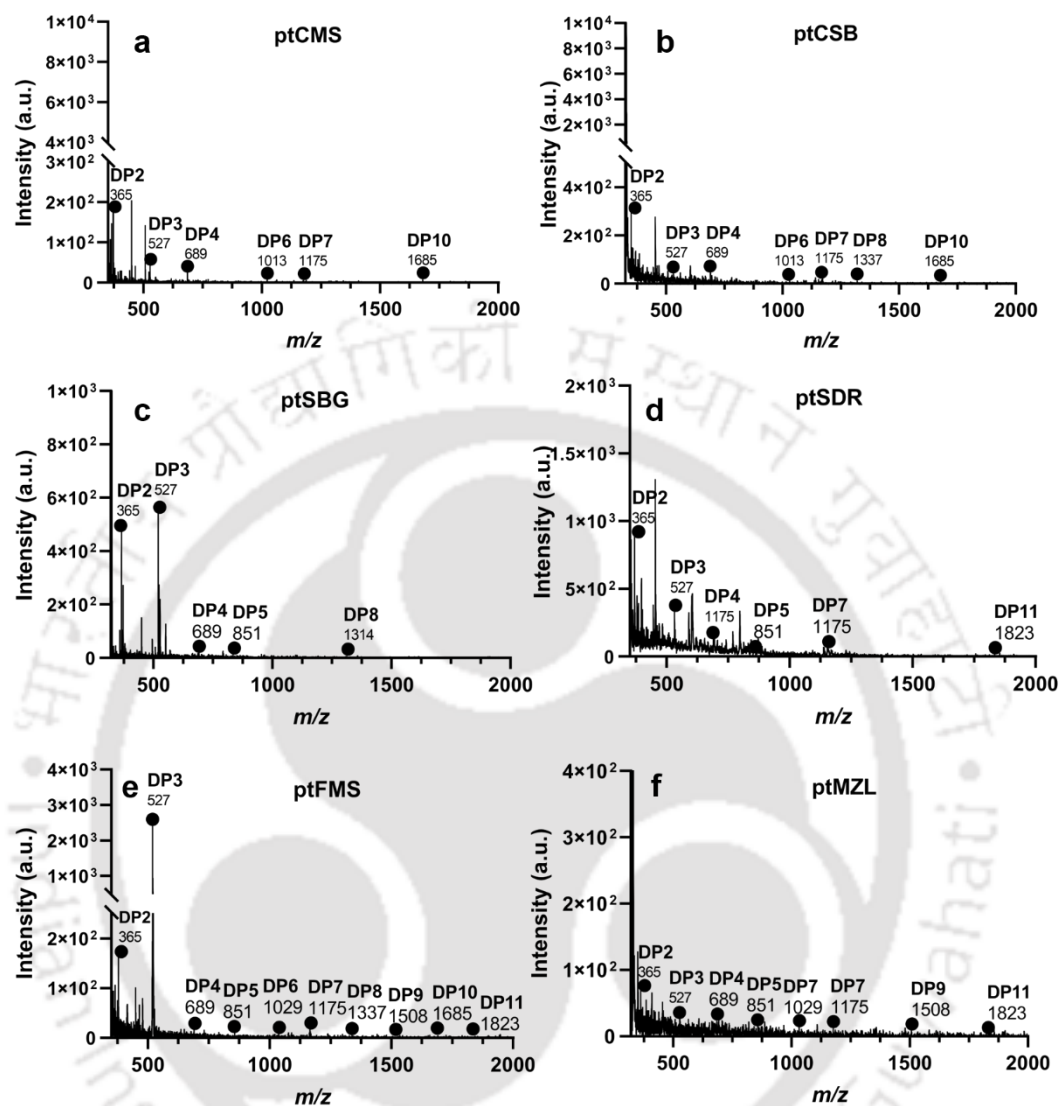 a
ptCMS
Intensity (a.u.)
1×10⁴
8×10³
6×10³
4×10³
3×10²
2×10²
1×10²
0
DP2
365
DP3
527
DP4
689
DP6
1013
DP7
1175
DP10
1685
500 1000 1500 2000
m/z
b
ptCSB
Intensity (a.u.)
1×10⁴
8×10³
6×10³
4×10³
2×10³
4×10²
2×10²
0
DP2
365
DP3
527
DP4
689
DP6
1013
DP7
1175
DP8
1337
DP10
1685
500 1000 1500 2000
m/z
c
ptSBG
Intensity (a.u.)
1×10³
8×10²
6×10²
4×10²
2×10²
0
DP2
365
DP3
527
DP4
689
DP5
851
DP8
1314
500 1000 1500 2000
m/z
d
ptSDR
Intensity (a.u.)
2×10³
1.5×10³
1×10³
5×10²
0
DP2
365
DP3
527
DP4
1175
DP5
851
DP7
1175
DP11
1823
500 1000 1500 2000
m/z
e
ptFMS
Intensity (a.u.)
4×10³
3×10³
2×10³
1×10³
2×10²
1×10²
0
DP2
365
DP3
527
DP4
689
DP5
851
DP6
1029
DP7
1175
DP8
1337
DP9
1508
DP10
1685
DP11
1823
500 1000 1500 2000
m/z
f
ptMZL
Intensity (a.u.)
4×10²
3×10²
2×10²
1×10²
0
DP2
365
DP3
527
DP4
689
DP5
851
DP7
1029
DP7
1175
DP9
1508
DP11
1823
500 1000 1500 2000
m/z
भारतीय प्रौद्योगिकी संस्थान गुवाहाटी